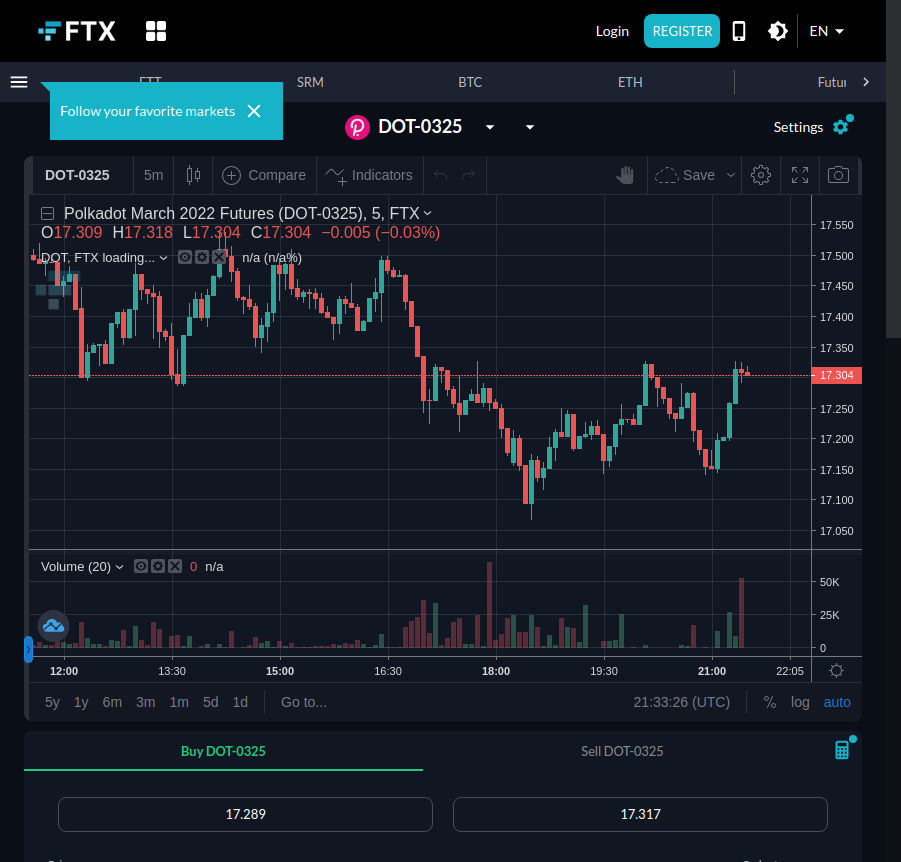 FTX
Login
REGISTER
EN
FTT
SRM
BTC
ETH
Futur
Follow your favorite markets
DOT-0325
Settings
DOT-0325 5m Compare Indicators Save
Polkadot March 2022 Futures (DOT-0325), 5, FTX
O17.309 H17.318 L17.304 C17.304 −0.005 (−0.03%)
DOT, FTX loading... n/a (n/a%)
17.550
17.500
17.450
17.400
17.350
17.304
17.250
17.200
17.150
17.100
17.050
Volume (20) 0 n/a
50K
25K
0
12:00 13:30 15:00 16:30 18:00 19:30 21:00 22:05
5y 1y 6m 3m 1m 5d 1d Go to... 21:33:26 (UTC) % log auto
Buy DOT-0325 Sell DOT-0325
17.289 17.317